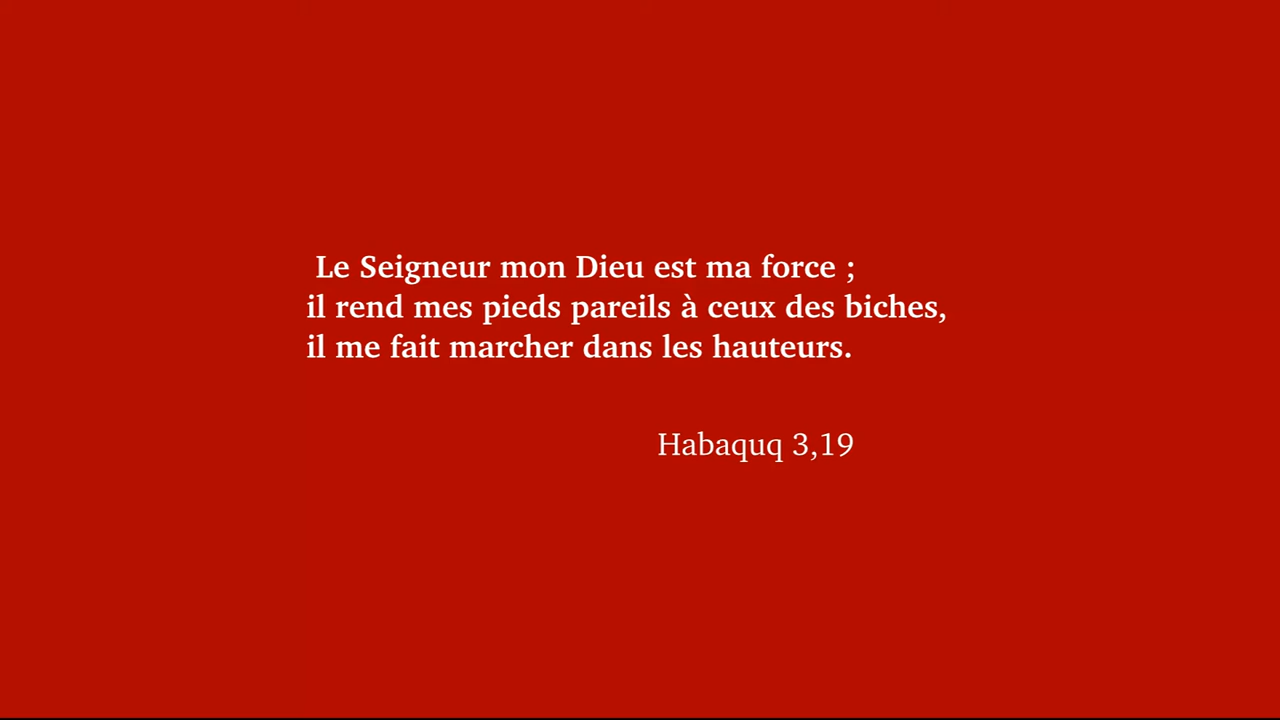 Le Seigneur mon Dieu est ma force ;
il rend mes pieds pareils à ceux des biches,
il me fait marcher dans les hauteurs.
Habaquq 3,19